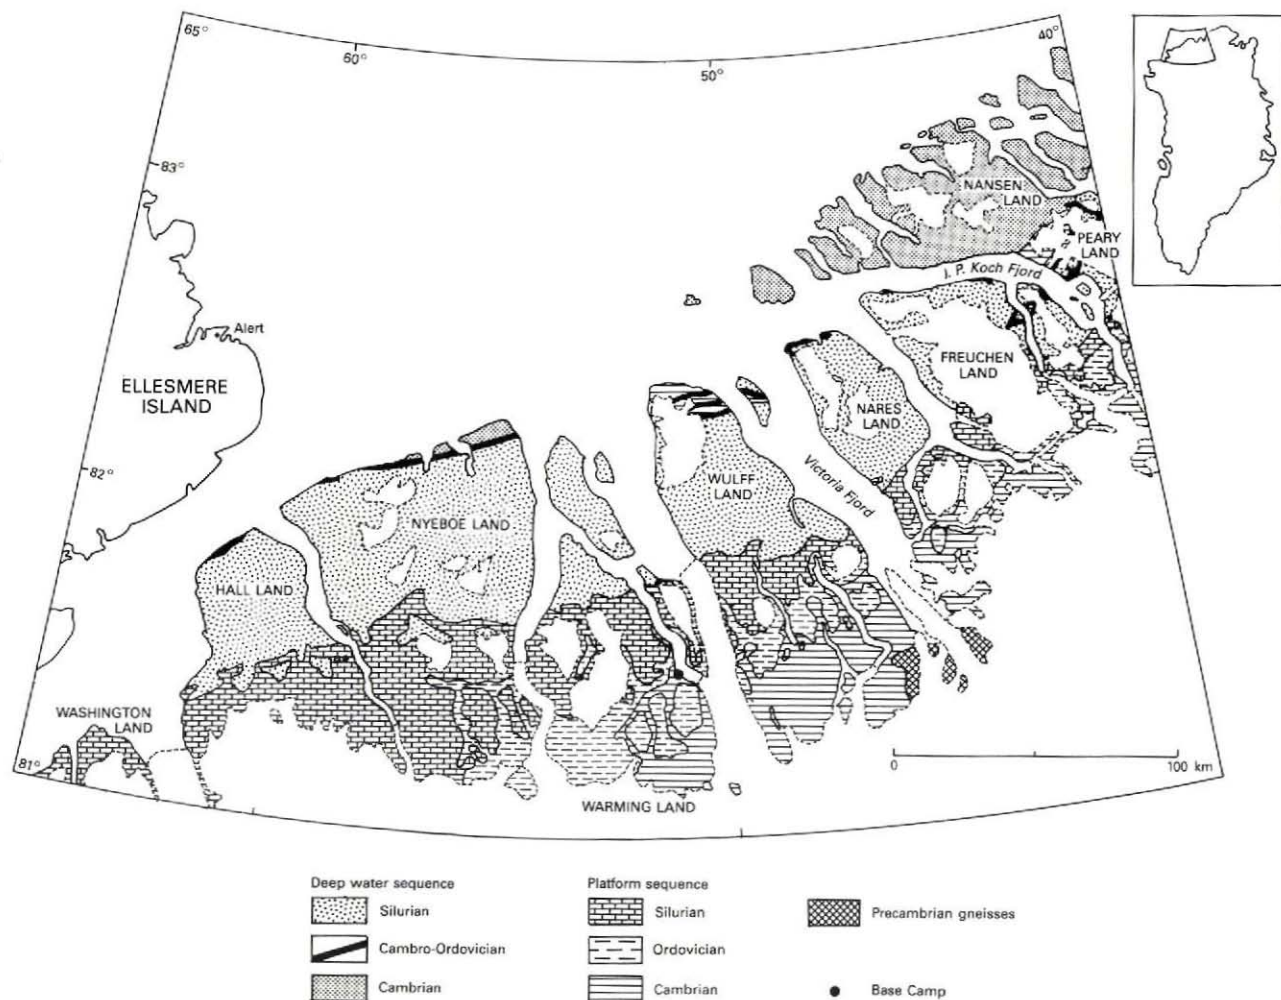 65°
60°
50°
40°
83°
NANSEN
LAND
PEARY
LAND
J. P. Koch Fjord
Alert
ELLESMERE
ISLAND
FREUCHEN
LAND
NARES
LAND
82°
WULFF
LAND
Victoria Fjord
NYEBOE LAND
HALL LAND
WASHINGTON
LAND
81°
0
100 km
WARMING LAND
Deep water sequence
Silurian
Cambro-Ordovician
Cambrian
Platform sequence
Silurian
Ordovician
Cambrian
Precambrian gneisses
Base Camp